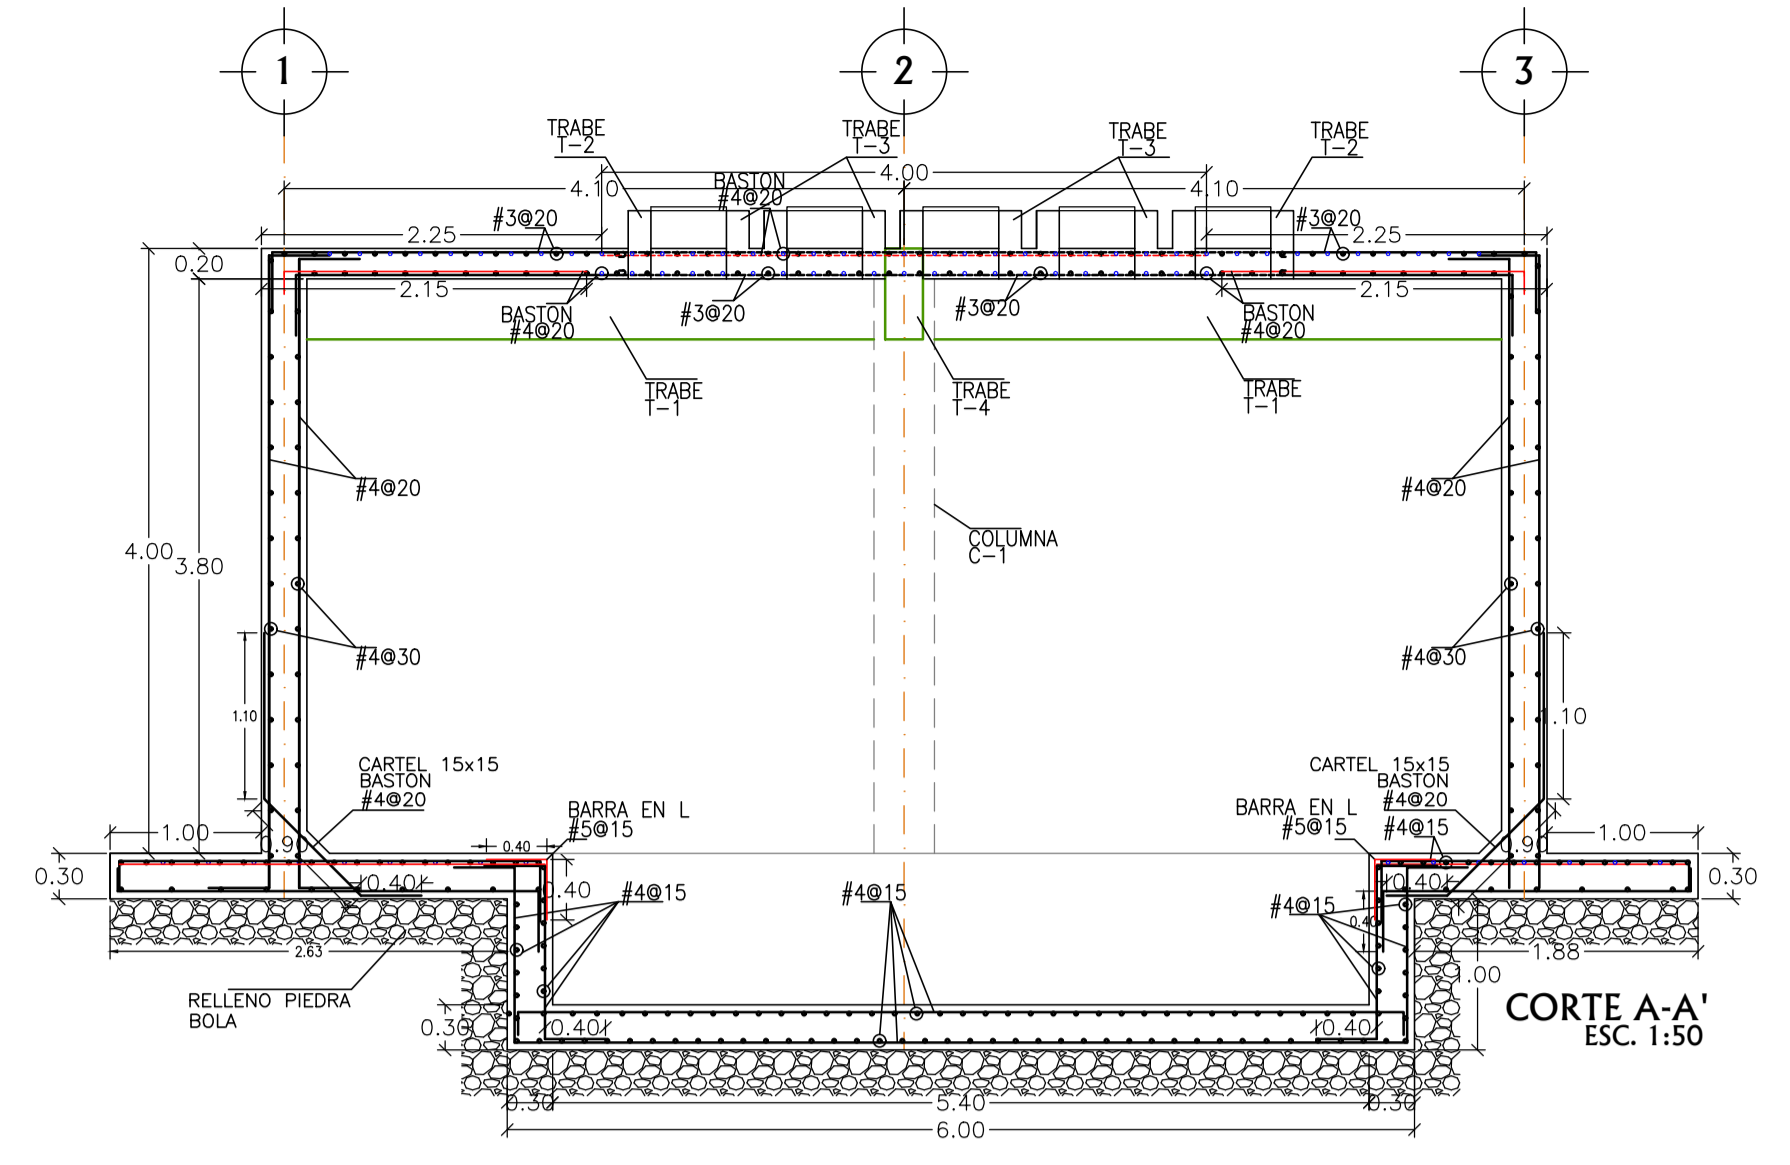 1
2
3
TRABE
T-2
TRABE
T-3
TRABE
T-3
TRABE
T-2
4.00
4.10
4.10
BASTON
#4@20
#3@20
#3@20
2.25
2.25
0.20
2.15
2.15
BASTON
#4@20
#3@20
#3@20
BASTON
#4@20
TRABE
T-1
TRABE
T-4
TRABE
T-1
#4@20
#4@20
4.00
3.80
COLUMNA
C-1
#4@30
#4@30
1.10
1.10
CARTEL 15x15
BASTON
#4@20
CARTEL 15x15
BASTON
#4@20
#4@15
BARRA EN L
#5@15
BARRA EN L
#5@15
1.00
0.90
0.40
0.90
1.00
0.30
0.40
0.40
#4@15
#4@15
#4@15
0.40
0.40
0.30
2.63
1.88
1.00
RELLENO PIEDRA
BOLA
0.30
0.40
0.40
CORTE A-A'
ESC. 1:50
0.30
5.40
0.30
6.00